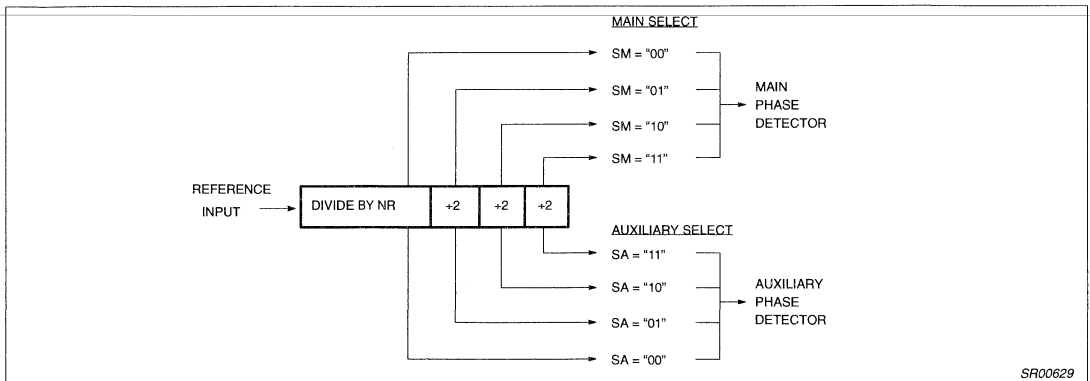 MAIN SELECT
SM = “00”
SM = “01”
SM = “10”
SM = “11”
MAIN
PHASE
DETECTOR
REFERENCE
INPUT
DIVIDE BY NR
+2
+2
+2
AUXILIARY SELECT
SA = “11”
SA = “10”
SA = “01”
SA = “00”
AUXILIARY
PHASE
DETECTOR
SR00629